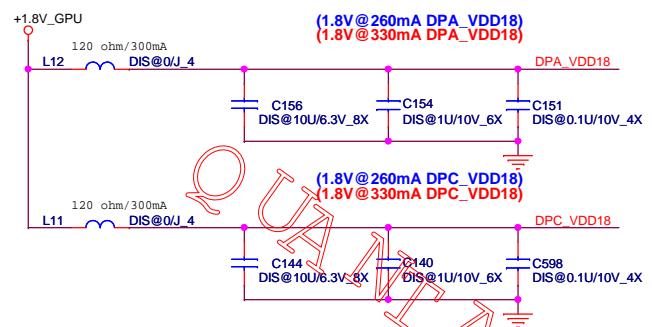 +1.8V_GPU
(1.8V@260mA DPA_VDD18)
(1.8V@330mA DPA_VDD18)
120 ohm/300mA
L12 DIS@0/J_4 DPA_VDD18
C156 C154 C151
DIS@10U/6.3V_8X DIS@1U/10V_6X DIS@0.1U/10V_4X
(1.8V@260mA DPC_VDD18)
(1.8V@330mA DPC_VDD18)
120 ohm/300mA
L11 DIS@0/J_4 DPC_VDD18
C144 C140 C598
DIS@10U/6.3V_8X DIS@1U/10V_6X DIS@0.1U/10V_4X
QUANTA